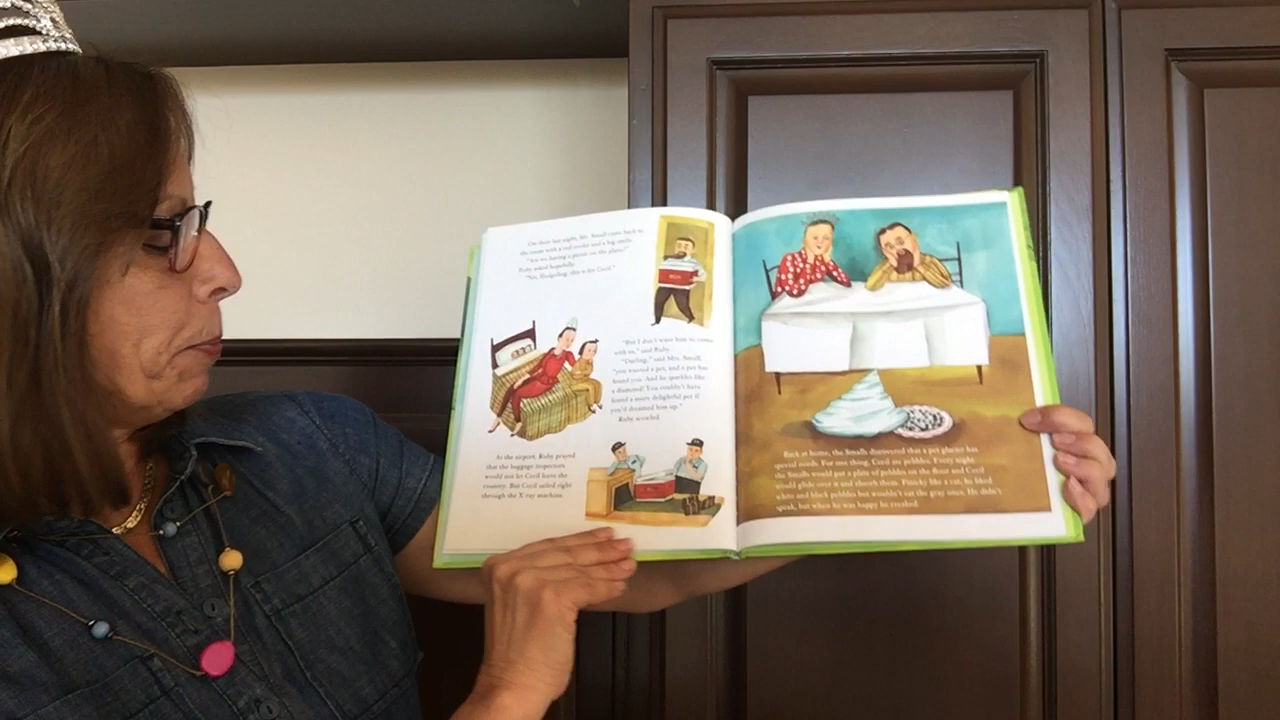 On their last night, Mr. Small came back to
the room with a red cooler and a big smile.
"Are we having a picnic on the plane?"
Ruby asked hopefully.
"No, Hedgehog, this is for Cecil."
"But I don't want him to come
with us," said Ruby.
"Darling," said Mrs. Small,
"you wanted a pet, and a pet has
found you. And he sparkles like
a diamond! You couldn't have
found a more delightful pet if
you'd dreamed him up."
Ruby scowled.
At the airport, Ruby prayed
that the luggage inspectors
would not let Cecil leave the
country. But Cecil sailed right
through the X-ray machine.
Back at home, the Smalls discovered that a pet glacier has
special needs. For one thing, Cecil ate pebbles. Every night
the Smalls would put a plate of pebbles on the floor and Cecil
would glide over it and absorb them. Finicky like a cat, he liked
white and black pebbles but wouldn't eat the gray ones. He didn't
speak, but when he was happy he creaked.